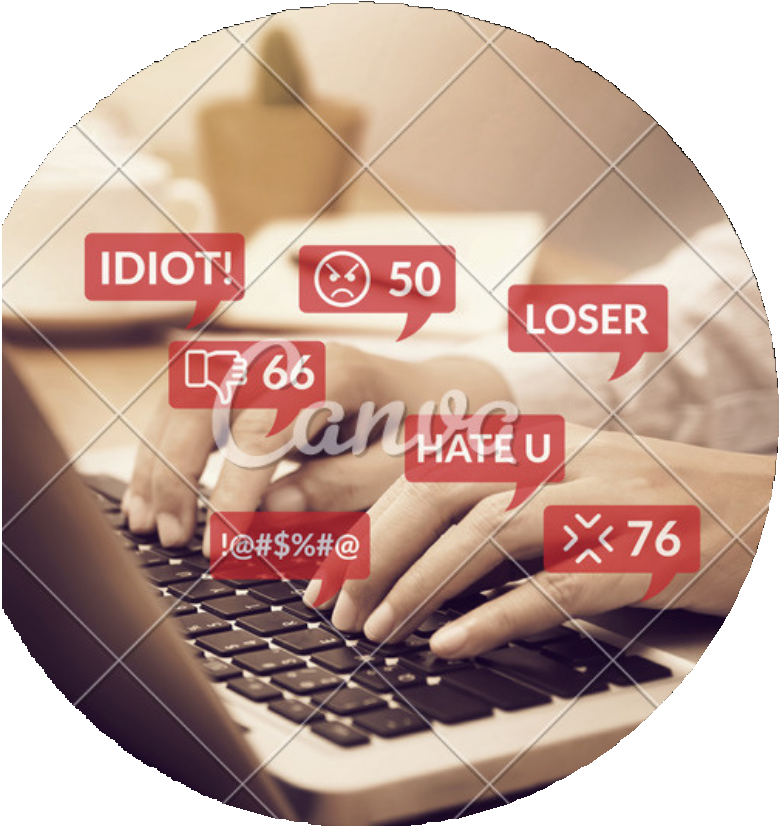 IDIOT!
50
LOSER
66
Canva
HATE U
!@#$%#@
76